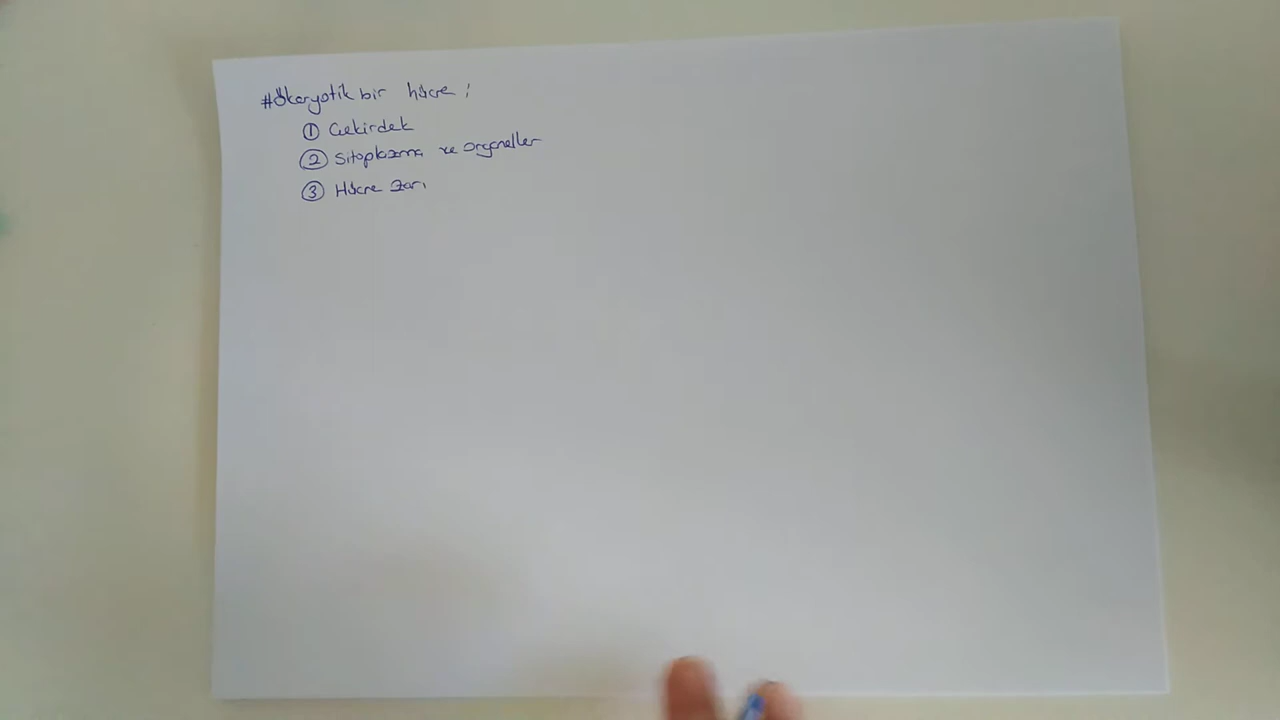 #Ökaryotik bir hücre;
① Çekirdek
② Sitoplazma ve organeller
③ Hücre zarı